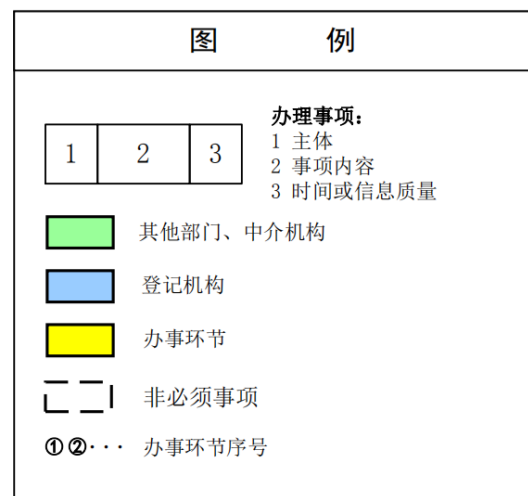 图 例
办理事项：
1 主体
1 2 3
2 事项内容
3 时间或信息质量
其他部门、中介机构
登记机构
办事环节
非必须事项
①②··· 办事环节序号